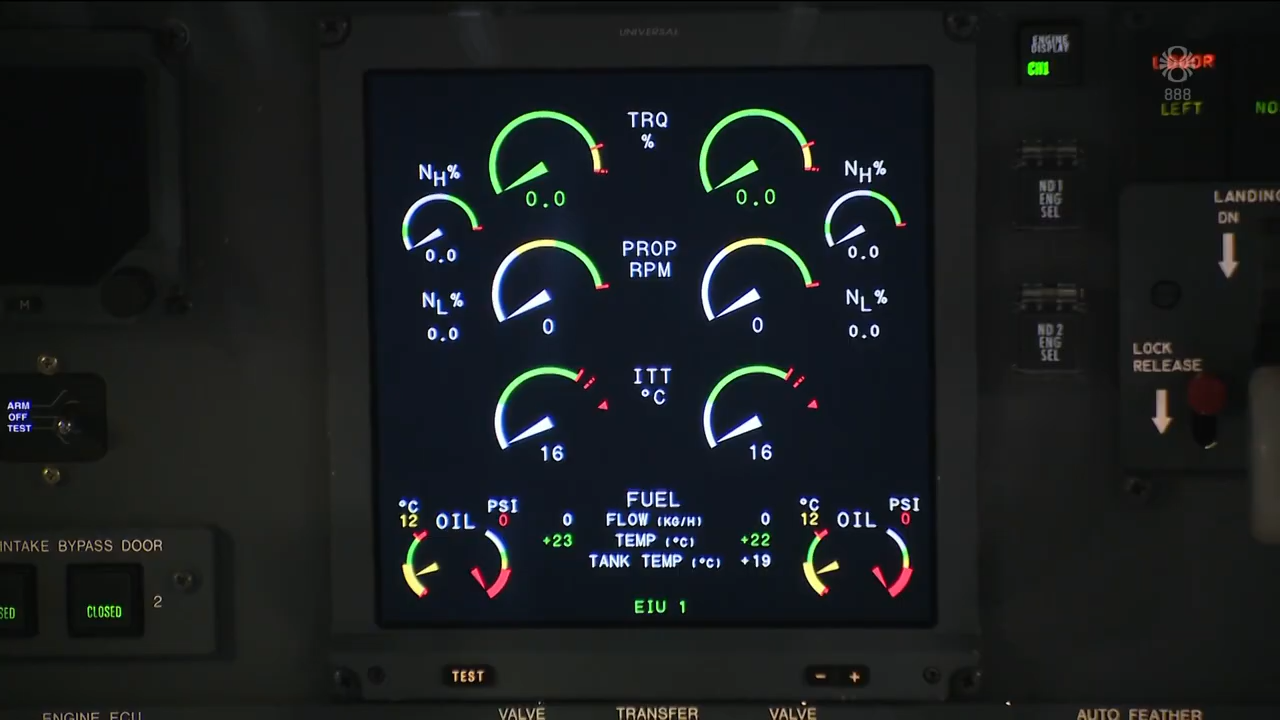 UNIVERSAL
ENGINE
DISPLAY
CH1
888
LEFT
NO
TRQ
%
0.0
0.0
NH%
0.0
NH%
0.0
PROP
RPM
0
0
NL%
0.0
NL%
0.0
ND 1
ENG
SEL
ND 2
ENG
SEL
LANDING
DN
LOCK
RELEASE
M
ARM
OFF
TEST
ITT
°C
16
16
FUEL
°C
12
OIL
PSI
0
0
FLOW (KG/H)
0
+23
TEMP (°C)
+22
TANK TEMP (°C)
+19
°C
12
OIL
PSI
0
EIU 1
INTAKE BYPASS DOOR
CLOSED
2
TEST
-
+
ENGINE ECU
VALVE
TRANSFER
VALVE
AUTO FEATHER